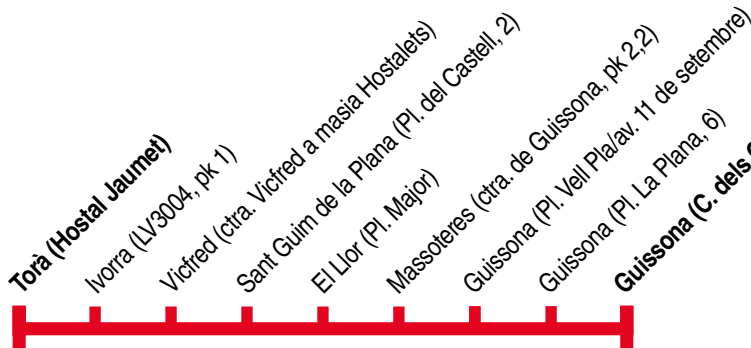 Torà (Hostal Jaumet)
Ivorra (LV3004, pk 1)
Vicfred (ctra. Vicfred a masia Hostalets)
Sant Guim de la Plana (Pl. del Castell, 2)
El Llor (Pl. Major)
Massoteres (ctra. de Guissona, pk 2,2)
Guissona (Pl. Vell Pla/av. 11 de setembre)
Guissona (Pl. La Plana, 6)
Guissona (C. dels